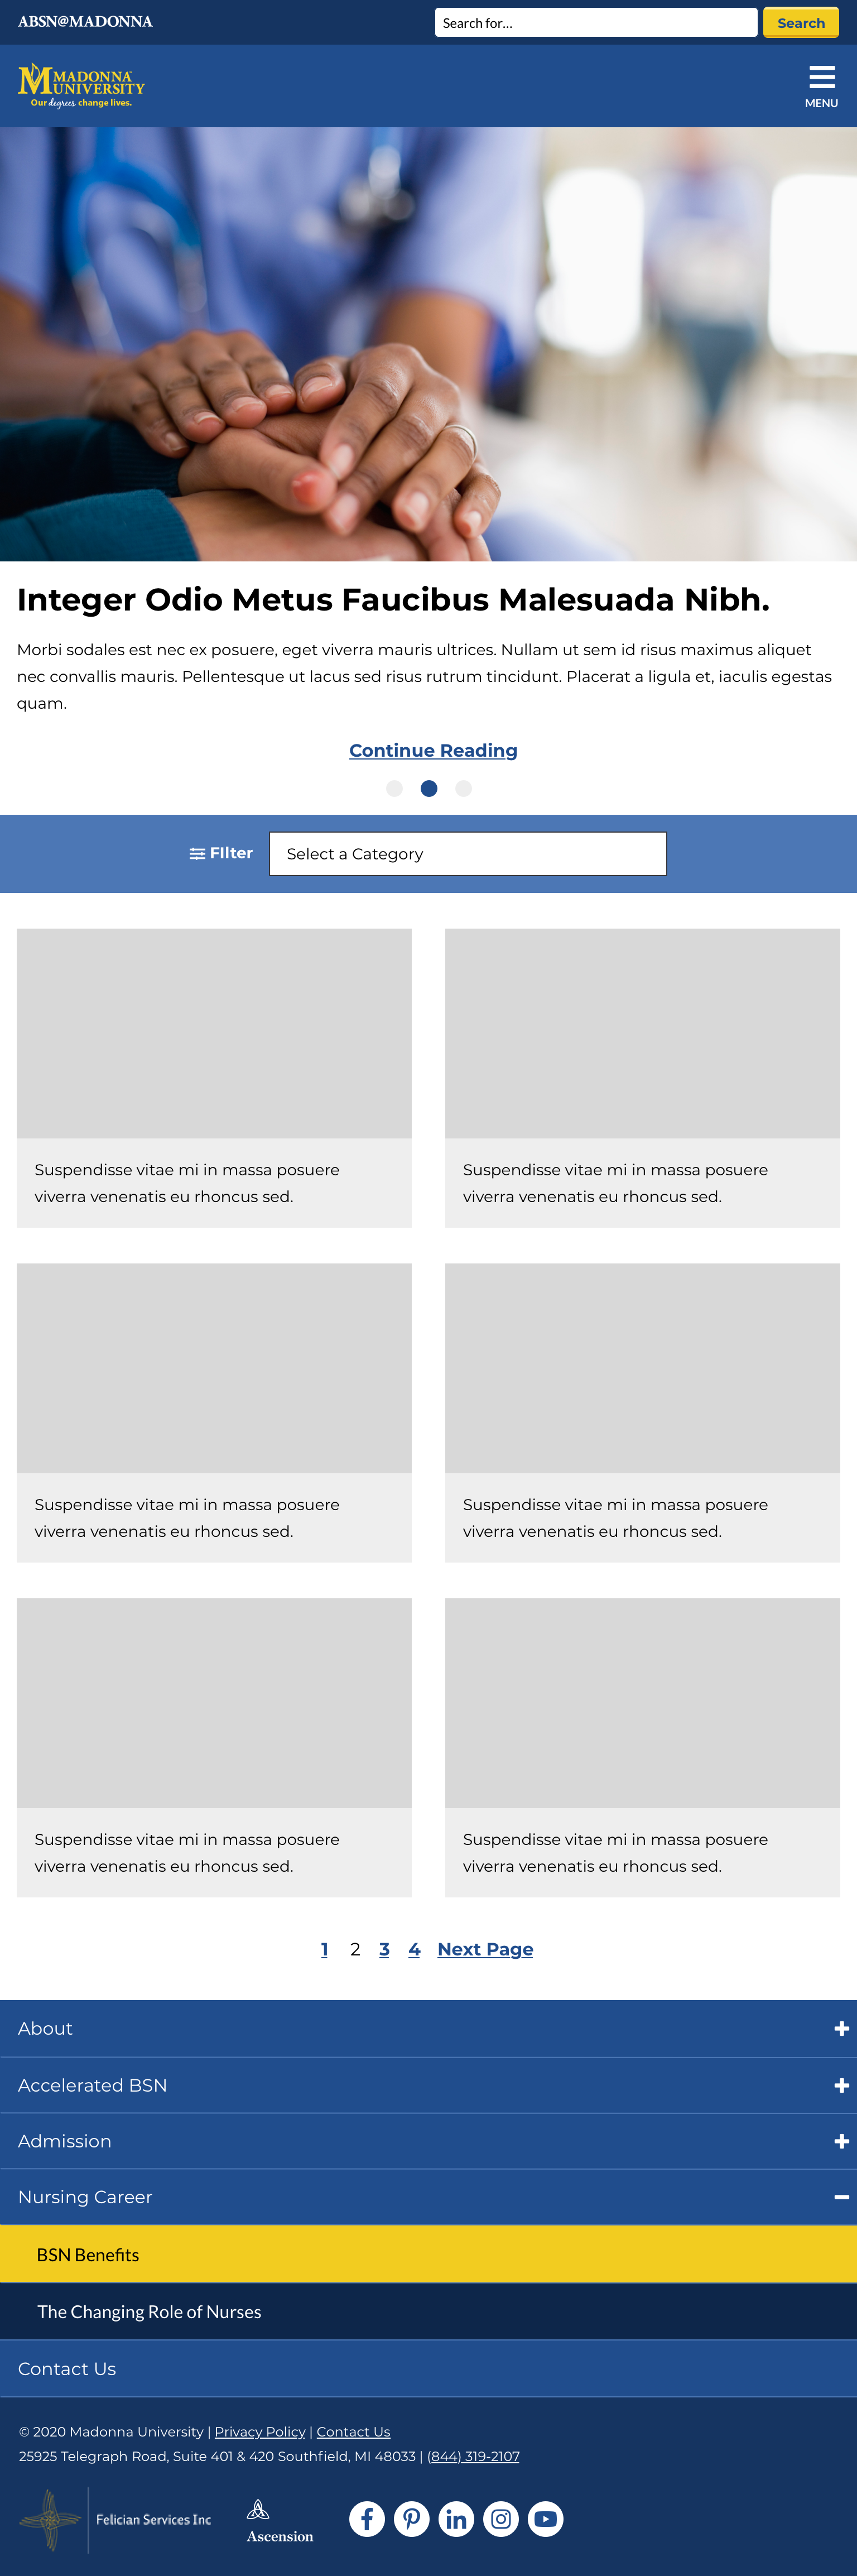 ABSN@MADONNA
Search for...
Search
MADONNA
UNIVERSITY
Our degrees change lives.
MENU
Integer Odio Metus Faucibus Malesuada Nibh.
Morbi sodales est nec ex posuere, eget viverra mauris ultrices. Nullam ut sem id risus maximus aliquet
nec convallis mauris. Pellentesque ut lacus sed risus rutrum tincidunt. Placerat a ligula et, iaculis egestas
quam.
Continue Reading
FIlter
Select a Category
Suspendisse vitae mi in massa posuere
viverra venenatis eu rhoncus sed.
Suspendisse vitae mi in massa posuere
viverra venenatis eu rhoncus sed.
Suspendisse vitae mi in massa posuere
viverra venenatis eu rhoncus sed.
Suspendisse vitae mi in massa posuere
viverra venenatis eu rhoncus sed.
Suspendisse vitae mi in massa posuere
viverra venenatis eu rhoncus sed.
Suspendisse vitae mi in massa posuere
viverra venenatis eu rhoncus sed.
1 2 3 4 Next Page
About
Accelerated BSN
Admission
Nursing Career
BSN Benefits
The Changing Role of Nurses
Contact Us
© 2020 Madonna University | Privacy Policy | Contact Us
25925 Telegraph Road, Suite 401 & 420 Southfield, MI 48033 | (844) 319-2107
Felician Services Inc
Ascension